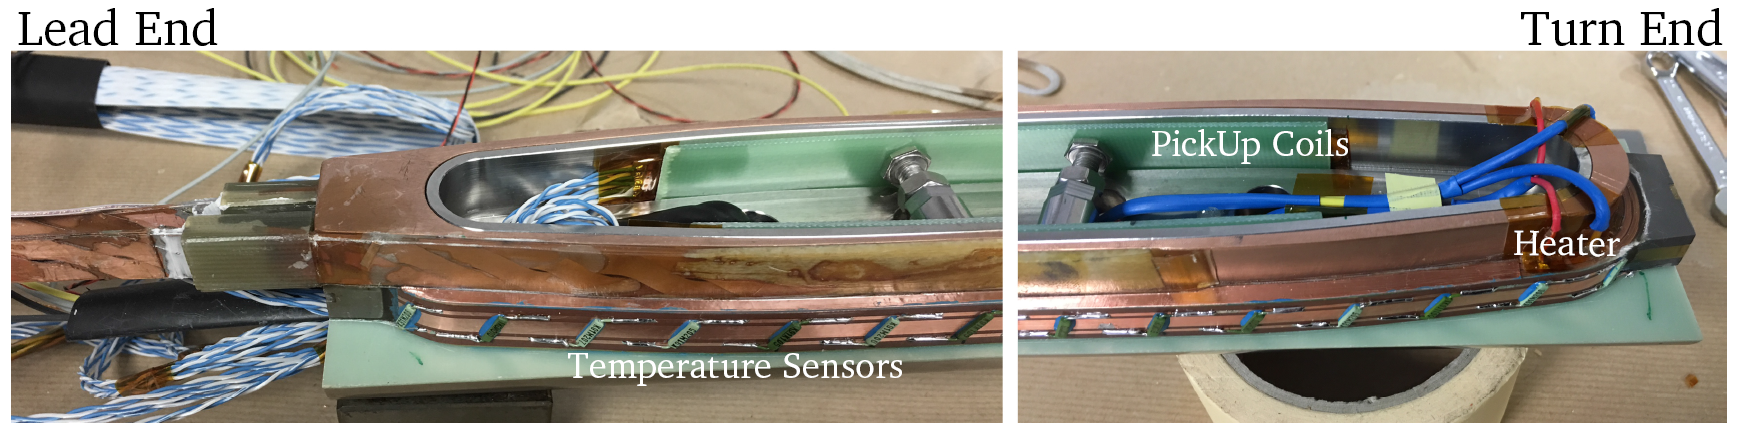 Lead End
Turn End
PickUp Coils
Heater
Temperature Sensors